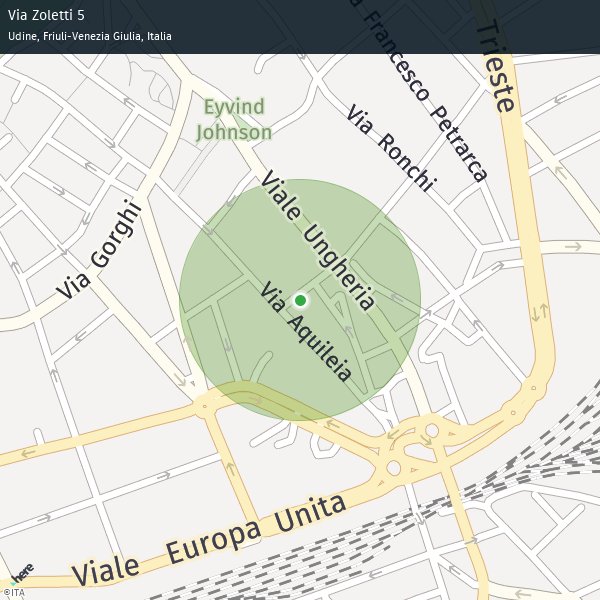 Via Zoletti 5
Udine, Friuli-Venezia Giulia, Italia
Via Francesco Petrarca
Trieste
Eyvind
Johnson
Via Ronchi
Viale Ungheria
Via Gorghi
Via Aquileia
Viale Europa Unita
here
©ITA